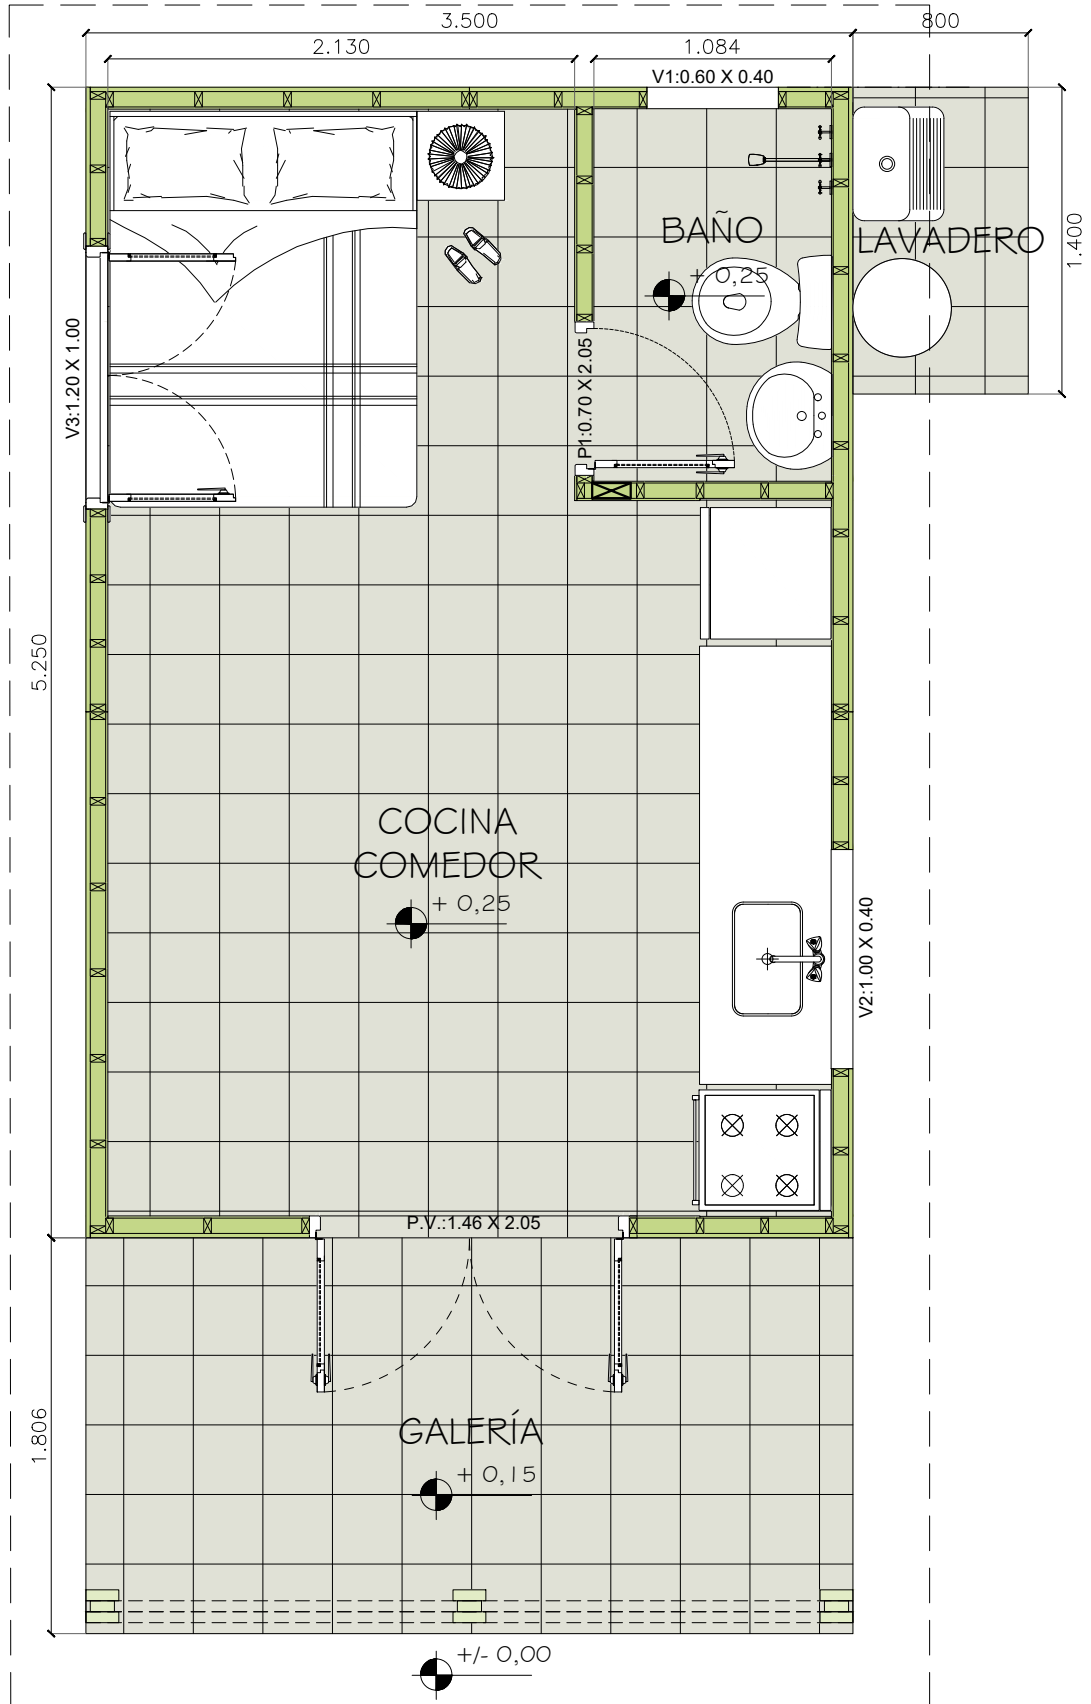 3.500
800
2.130
1.084
V1:0.60 X 0.40
BAÑO
+ 0,25
LAVADERO
1.400
V3:1.20 X 1.00
P1:0.70 X 2.05
5.250
COCINA
COMEDOR
+ 0,25
V2:1.00 X 0.40
P.V.:1.46 X 2.05
1.806
GALERÍA
+ 0,15
+/- 0,00